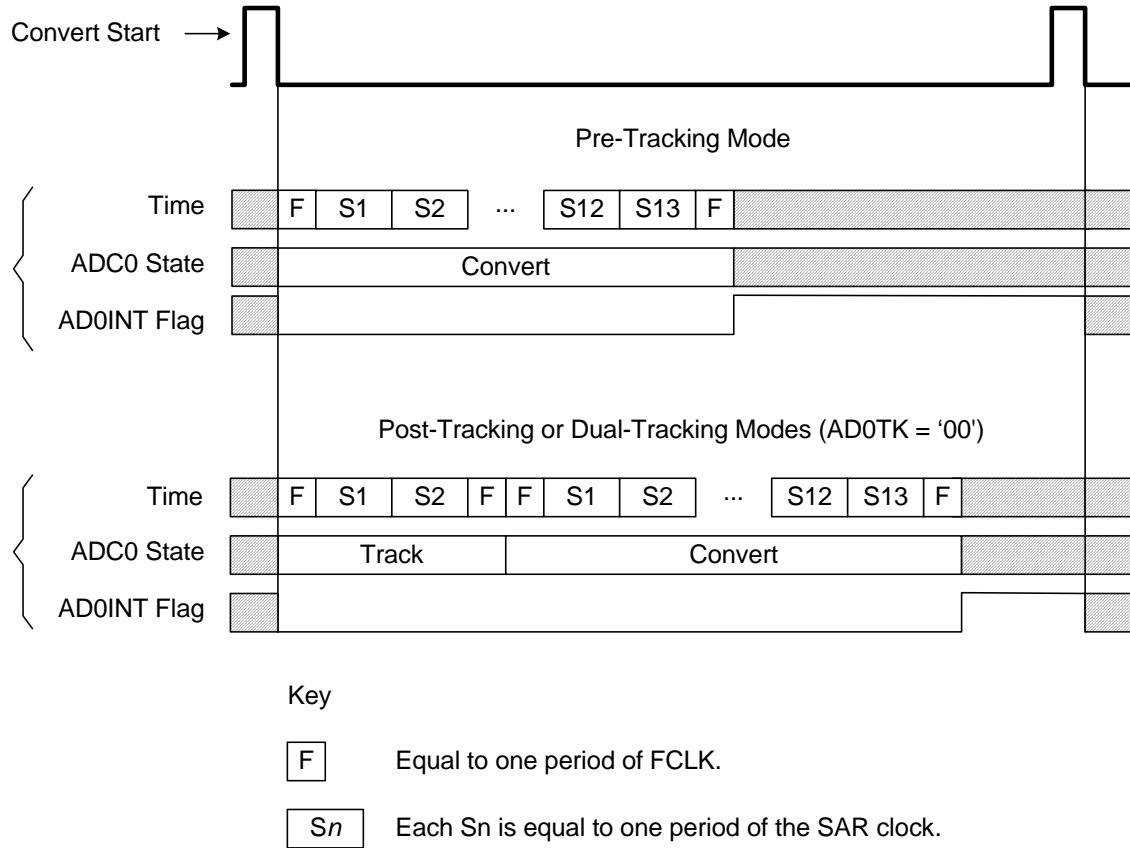 Convert Start
Pre-Tracking Mode
Time F S1 S2 ... S12 S13 F
ADC0 State Convert
AD0INT Flag
Post-Tracking or Dual-Tracking Modes (AD0TK = ‘00')
Time F S1 S2 F F S1 S2 ... S12 S13 F
ADC0 State Track Convert
AD0INT Flag
Key
F Equal to one period of FCLK.
Sn Each Sn is equal to one period of the SAR clock.